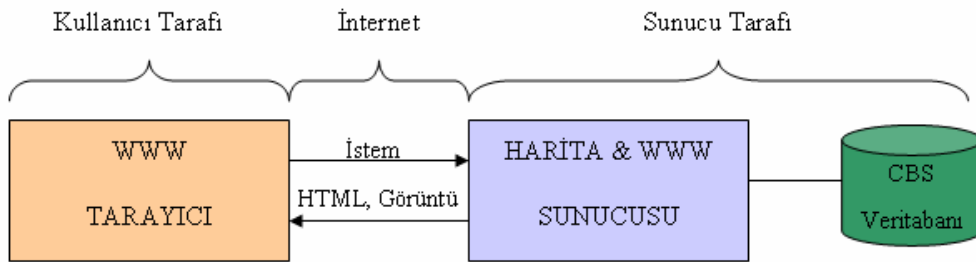 Kullanıcı Tarafı
İnternet
Sunucu Tarafı
WWW
TARAYICI
İstem
HTML, Görüntü
HARİTA & WWW
SUNUCUSU
CBS
Veritabanı